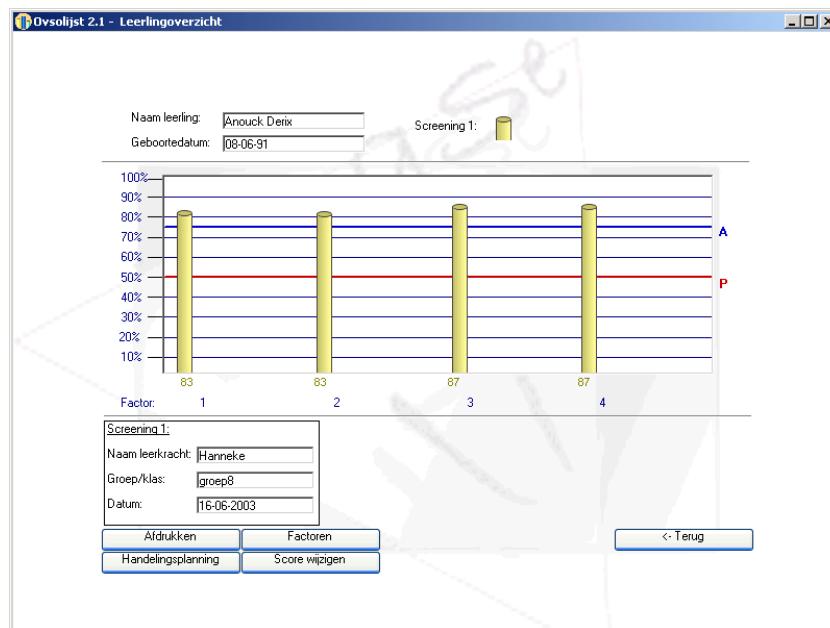 Ovsolijst 2.1 - Leerlingoverzicht
Naam leerling: Anouck Derix
Screening 1:
Geboortedatum: 08-06-91
100%
90%
80%
70%
A
60%
50%
P
40%
30%
20%
10%
83 83 87 87
Factor: 1 2 3 4
Screening 1:
Naam leerkracht: Hanneke
Groep/klas: groep8
Datum: 16-06-2003
Afdrukken Factoren <- Terug
Handelingsplanning Score wijzigen